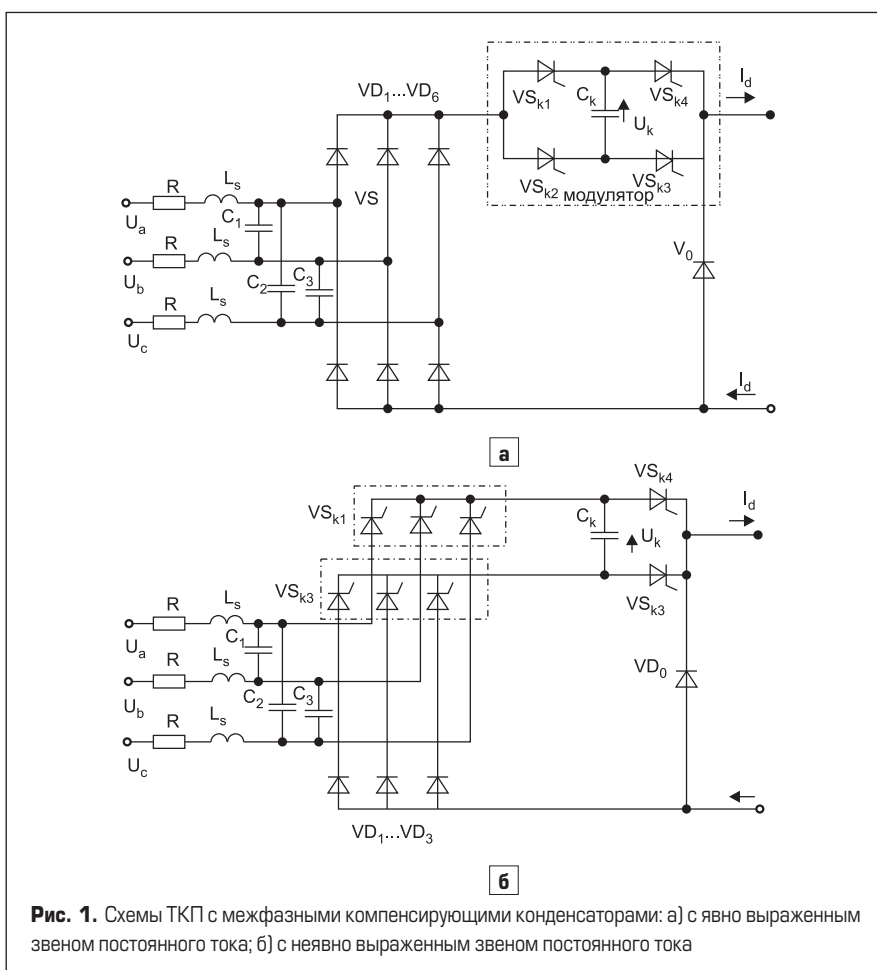 VD1...VD6
VSk1
Ck
VSk4
Id
Uk
VSk2
VSk3
модулятор
VS
R
Ls
Ua
C1
R
Ls
Ub
C2
C3
R
Ls
Uc
V0
Id
а
VSk1
VSk4
Id
Ck
Uk
VSk3
VSk3
R
Ls
Ua
C1
R
Ls
Ub
C2
C3
R
Ls
Uc
VD0
VD1...VD3
б
Рис. 1. Схемы ТКП с межфазными компенсирующими конденсаторами: а) с явно выраженным
звеном постоянного тока; б) с неявно выраженным звеном постоянного тока